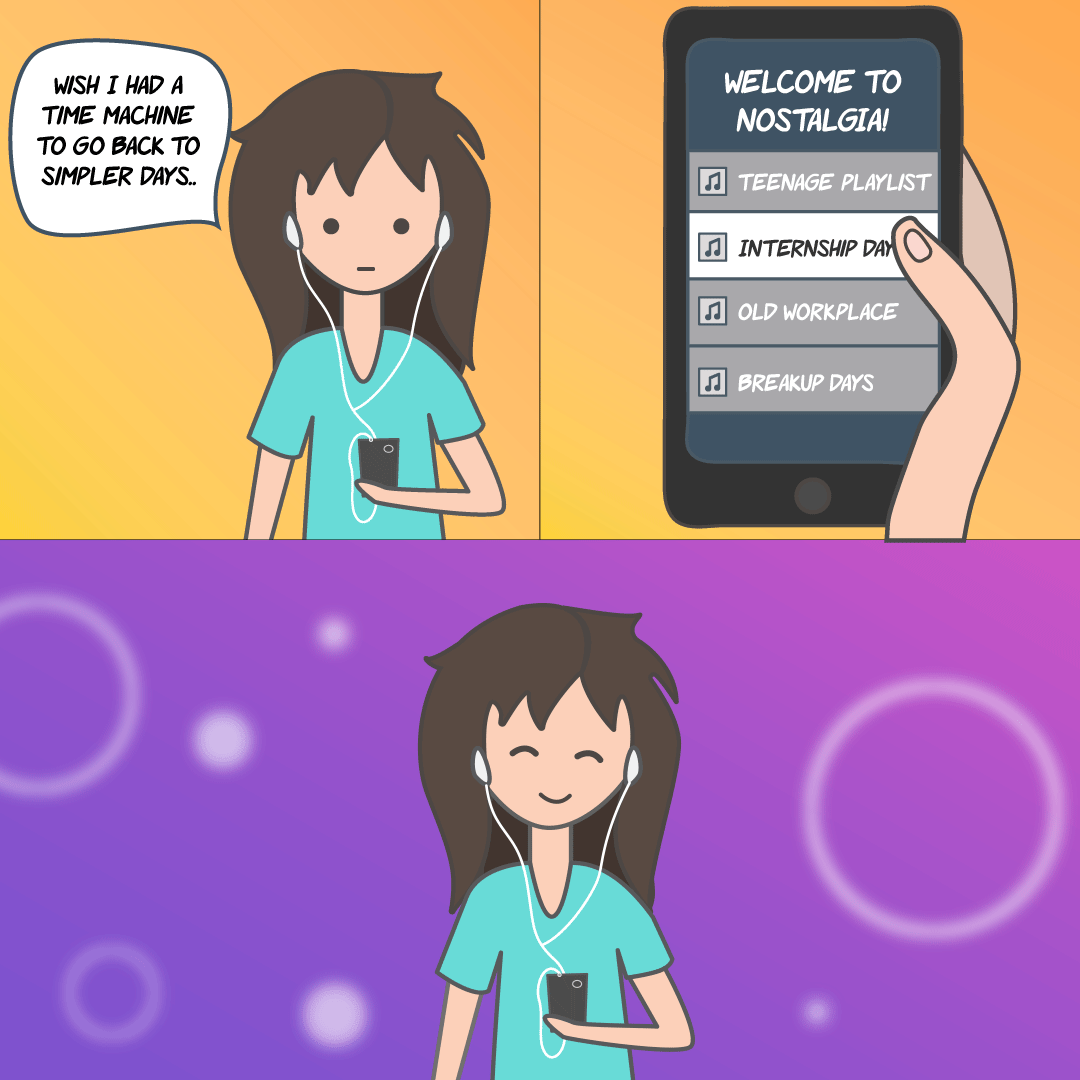 WISH I HAD A
TIME MACHINE
TO GO BACK TO
SIMPLER DAYS..
WELCOME TO
NOSTALGIA!
TEENAGE PLAYLIST
INTERNSHIP DAY
OLD WORKPLACE
BREAKUP DAYS